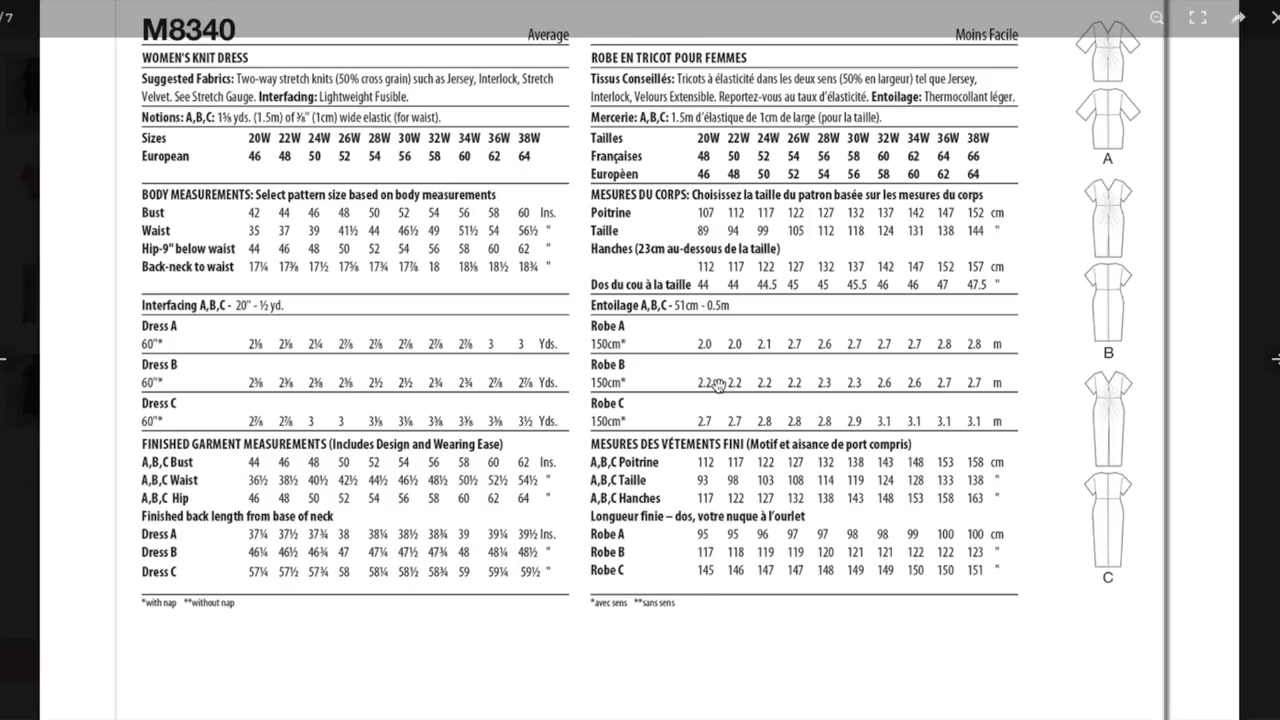 /7
M8340 Average
WOMEN'S KNIT DRESS
Suggested Fabrics: Two-way stretch knits (50% cross grain) such as Jersey, Interlock, Stretch
Velvet. See Stretch Gauge. Interfacing: Lightweight Fusible.
Notions: A,B,C: 1⅝ yds. (1.5m) of ⅜" (1cm) wide elastic (for waist).
Sizes 20W 22W 24W 26W 28W 30W 32W 34W 36W 38W
European 46 48 50 52 54 56 58 60 62 64
BODY MEASUREMENTS: Select pattern size based on body measurements
Bust 42 44 46 48 50 52 54 56 58 60 Ins.
Waist 35 37 39 41½ 44 46½ 49 51½ 54 56½ "
Hip-9" below waist 44 46 48 50 52 54 56 58 60 62 "
Back-neck to waist 17¼ 17⅜ 17½ 17⅝ 17¾ 17⅞ 18 18⅛ 18½ 18¾ "
Interfacing A,B,C - 20" - ½ yd.
Dress A
60"* 2⅛ 2⅛ 2¼ 2⅞ 2⅞ 2⅞ 2⅞ 2⅞ 3 3 Yds.
Dress B
60"* 2⅜ 2⅜ 2⅜ 2⅜ 2½ 2½ 2¾ 2¾ 2⅞ 2⅞ Yds.
Dress C
60"* 2⅞ 2⅞ 3 3 3⅛ 3⅛ 3⅜ 3⅜ 3⅜ 3½ Yds.
FINISHED GARMENT MEASUREMENTS (Includes Design and Wearing Ease)
A,B,C Bust 44 46 48 50 52 54 56 58 60 62 Ins.
A,B,C Waist 36½ 38½ 40½ 42½ 44½ 46½ 48½ 50½ 52½ 54½ "
A,B,C Hip 46 48 50 52 54 56 58 60 62 64 "
Finished back length from base of neck
Dress A 37¼ 37½ 37¾ 38 38¼ 38½ 38¾ 39 39¼ 39½ Ins.
Dress B 46¼ 46½ 46¾ 47 47¼ 47½ 47¾ 48 48¼ 48½ "
Dress C 57¼ 57½ 57¾ 58 58¼ 58½ 58¾ 59 59¼ 59½ "
*with nap **without nap
Moins Facile
ROBE EN TRICOT POUR FEMMES
Tissus Conseillés: Tricots à élasticité dans les deux sens (50% en largeur) tel que Jersey,
Interlock, Velours Extensible. Reportez-vous au taux d'élasticité. Entoilage: Thermocollant léger.
Mercerie: A,B,C: 1.5m d'élastique de 1cm de large (pour la taille).
Tailles 20W 22W 24W 26W 28W 30W 32W 34W 36W 38W
Françaises 48 50 52 54 56 58 60 62 64 66
Europèen 46 48 50 52 54 56 58 60 62 64
MESURES DU CORPS: Choisissez la taille du patron basée sur les mesures du corps
Poitrine 107 112 117 122 127 132 137 142 147 152 cm
Taille 89 94 99 105 112 118 124 131 138 144 "
Hanches (23cm au-dessous de la taille)
112 117 122 127 132 137 142 147 152 157 cm
Dos du cou à la taille 44 44 44.5 45 45 45.5 46 46 47 47.5 "
Entoilage A,B,C - 51cm - 0.5m
Robe A
150cm* 2.0 2.0 2.1 2.7 2.6 2.7 2.7 2.7 2.8 2.8 m
Robe B
150cm* 2.2 2.2 2.2 2.2 2.3 2.3 2.6 2.6 2.7 2.7 m
Robe C
150cm* 2.7 2.7 2.8 2.8 2.8 2.9 3.1 3.1 3.1 3.1 m
MESURES DES VÉTEMENTS FINI (Motif et aisance de port compris)
A,B,C Poitrine 112 117 122 127 132 138 143 148 153 158 cm
A,B,C Taille 93 98 103 108 114 119 124 128 133 138 "
A,B,C Hanches 117 122 127 132 138 143 148 153 158 163 "
Longueur finie – dos, votre nuque à l'ourlet
Robe A 95 95 96 97 97 98 98 99 100 100 cm
Robe B 117 118 119 119 120 121 121 122 122 123 "
Robe C 145 146 147 147 148 149 149 150 150 151 "
*avec sens **sans sens
A
B
C